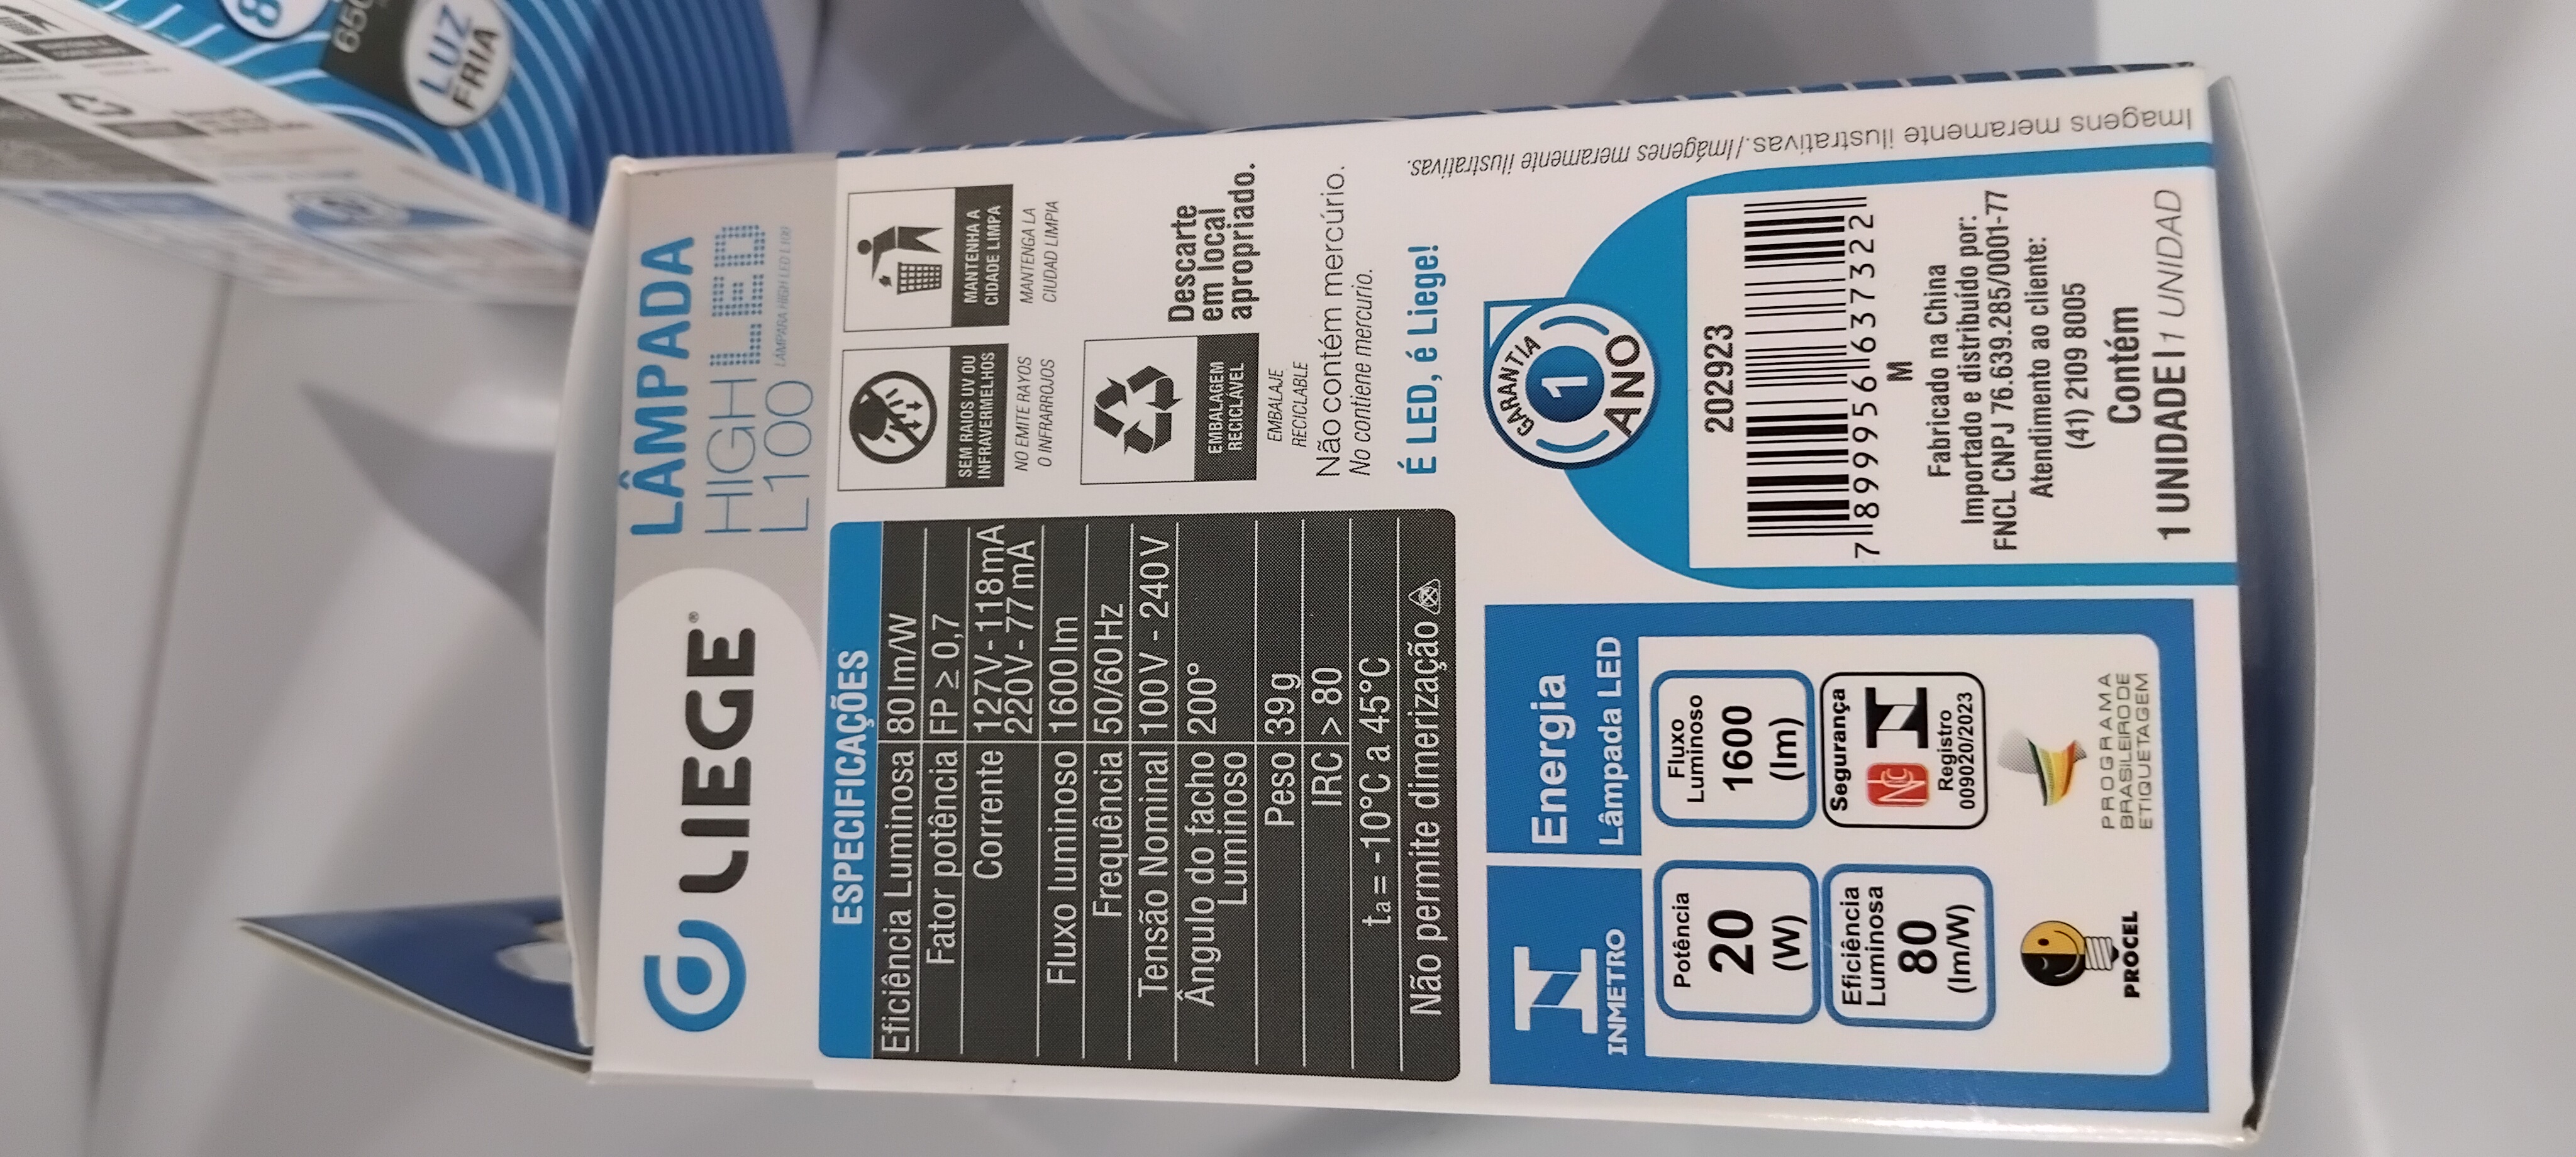 LIEGE®
LÂMPADA
HIGH LED
L100
LÁMPARA HIGH LED L100
ESPECIFICAÇÕES
Eficiência Luminosa 80 lm/W
Fator potência FP ≥ 0,7
Corrente 127V - 118mA
220V - 77mA
Fluxo luminoso 1600 lm
Frequência 50/60 Hz
Tensão Nominal 100V - 240V
Ângulo do facho 200°
Luminoso
Peso 39 g
IRC > 80
ta = -10°C a 45°C
Não permite dimerização
SEM RAIOS UV OU
INFRAVERMELHOS
NO EMITE RAYOS
O INFRARROJOS
MANTENHA A
CIDADE LIMPA
MANTENGA LA
CIUDAD LIMPIA
EMBALAGEM
RECICLÁVEL
EMBALAJE
RECICLABLE
Descarte
em local
apropriado.
Não contém mercúrio.
No contiene mercurio.
É LED, é Liege!
Imagens meramente ilustrativas./Imágenes meramente ilustrativas.
INMETRO
Energia
Lâmpada LED
Potência
20
(W)
Fluxo
Luminoso
1600
(lm)
Eficiência
Luminosa
80
(lm/W)
Segurança
NCC
Registro
009020/2023
PROCEL
PROGRAMA
BRASILEIRO DE
ETIQUETAGEM
GARANTIA
1
ANO
202923
7 899956 637322
M
Fabricado na China
Importado e distribuído por:
FNCL CNPJ 76.639.285/0001-77
Atendimento ao cliente:
(41) 2109 8005
Contém
1 UNIDADE | 1 UNIDAD
LUZ
FRIA